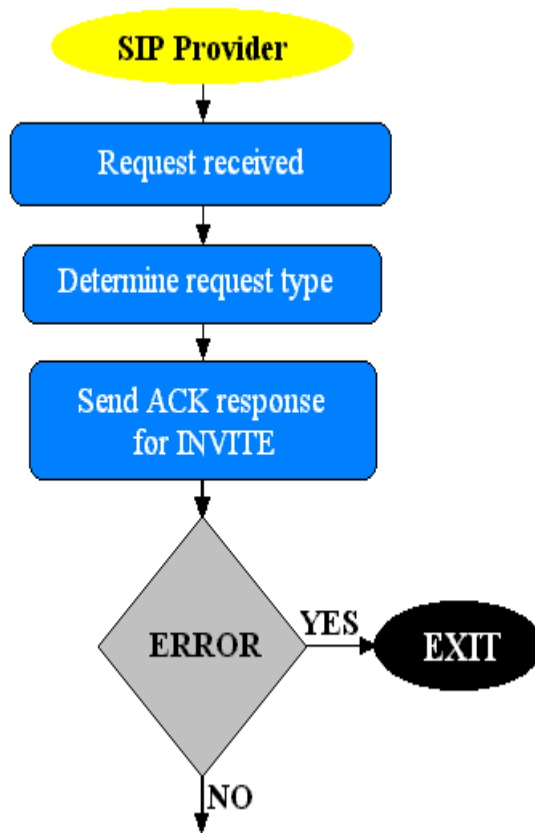 SIP Provider
Request received
Determine request type
Send ACK response
for INVITE
ERROR
YES
EXIT
NO